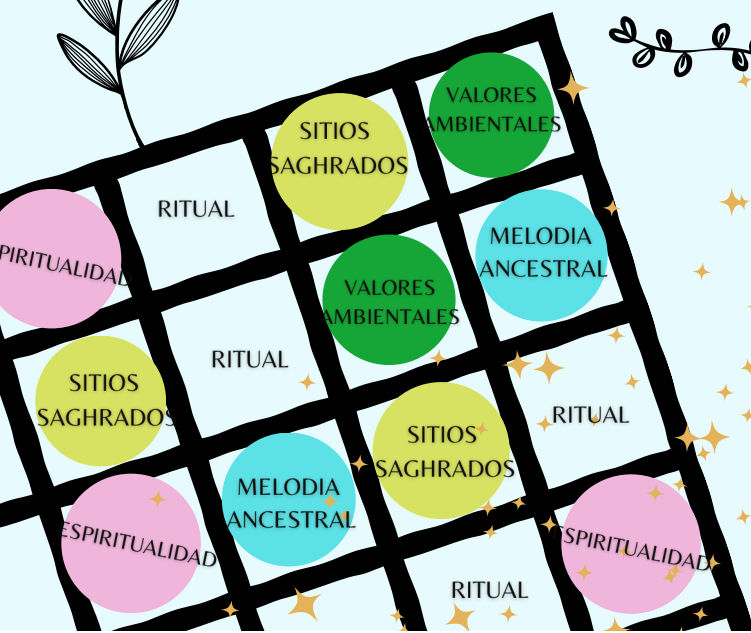 VALORES
AMBIENTALES
SITIOS
SAGHRADOS
RITUAL
PIRITUALIDAD
MELODIA
ANCESTRAL
VALORES
AMBIENTALES
RITUAL
SITIOS
SAGHRADOS
RITUAL
SITIOS
SAGHRADOS
MELODIA
ANCESTRAL
ESPIRITUALIDAD
ESPIRITUALIDAD
RITUAL